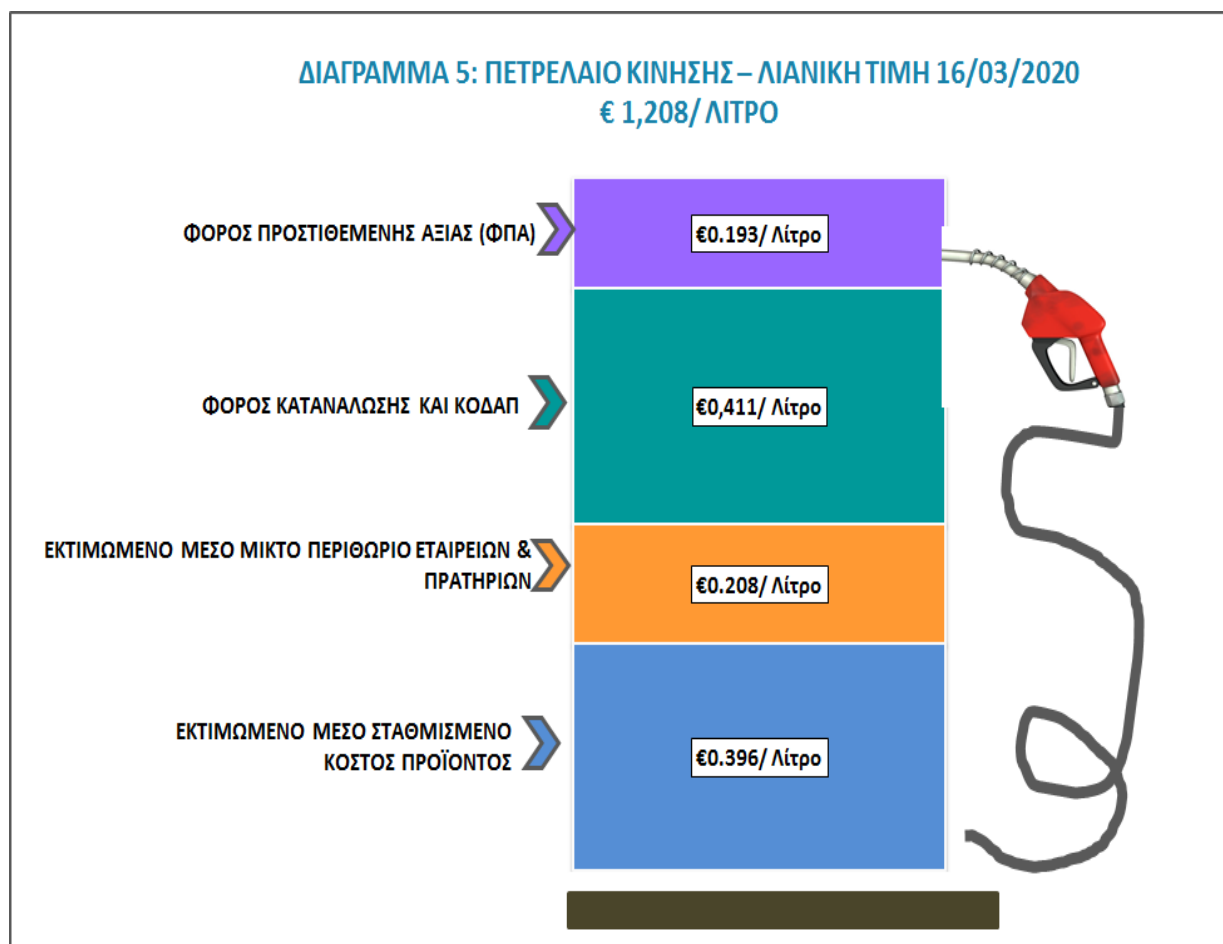 ΔΙΑΓΡΑΜΜΑ 5: ΠΕΤΡΕΛΑΙΟ ΚΙΝΗΣΗΣ – ΛΙΑΝΙΚΗ ΤΙΜΗ 16/03/2020
€ 1,208/ ΛΙΤΡΟ
ΦΟΡΟΣ ΠΡΟΣΤΙΘΕΜΕΝΗΣ ΑΞΙΑΣ (ΦΠΑ)
€0.193/ Λίτρο
ΦΟΡΟΣ ΚΑΤΑΝΑΛΩΣΗΣ ΚΑΙ ΚΟΔΑΠ
€0,411/ Λίτρο
ΕΚΤΙΜΩΜΕΝΟ ΜΕΣΟ ΜΙΚΤΟ ΠΕΡΙΘΩΡΙΟ ΕΤΑΙΡΕΙΩΝ &
ΠΡΑΤΗΡΙΩΝ
€0.208/ Λίτρο
ΕΚΤΙΜΩΜΕΝΟ ΜΕΣΟ ΣΤΑΘΜΙΣΜΕΝΟ
ΚΟΣΤΟΣ ΠΡΟΪΟΝΤΟΣ
€0.396/ Λίτρο